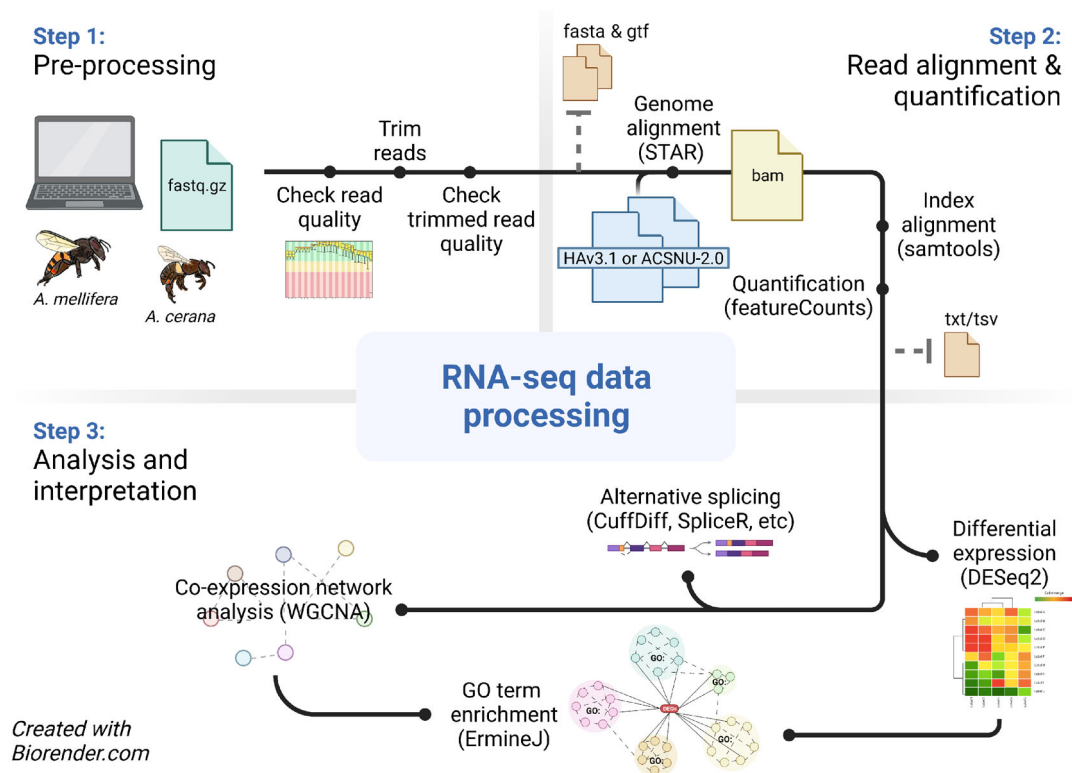 Step 1:
Pre-processing
fastq.gz
A. mellifera
A. cerana
Trim
reads
Check read
quality
Check
trimmed read
quality
fasta & gtf
Step 2:
Read alignment &
quantification
Genome
alignment
(STAR)
bam
HAv3.1 or ACSNU-2.0
Index
alignment
(samtools)
Quantification
(featureCounts)
txt/tsv
RNA-seq data
processing
Step 3:
Analysis and
interpretation
Alternative splicing
(CuffDiff, SpliceR, etc)
Differential
expression
(DESeq2)
Co-expression network
analysis (WGCNA)
GO term
enrichment
(ErmineJ)
GO:
GO:
GO:
DEGs
GO:
GO:
Created with
Biorender.com